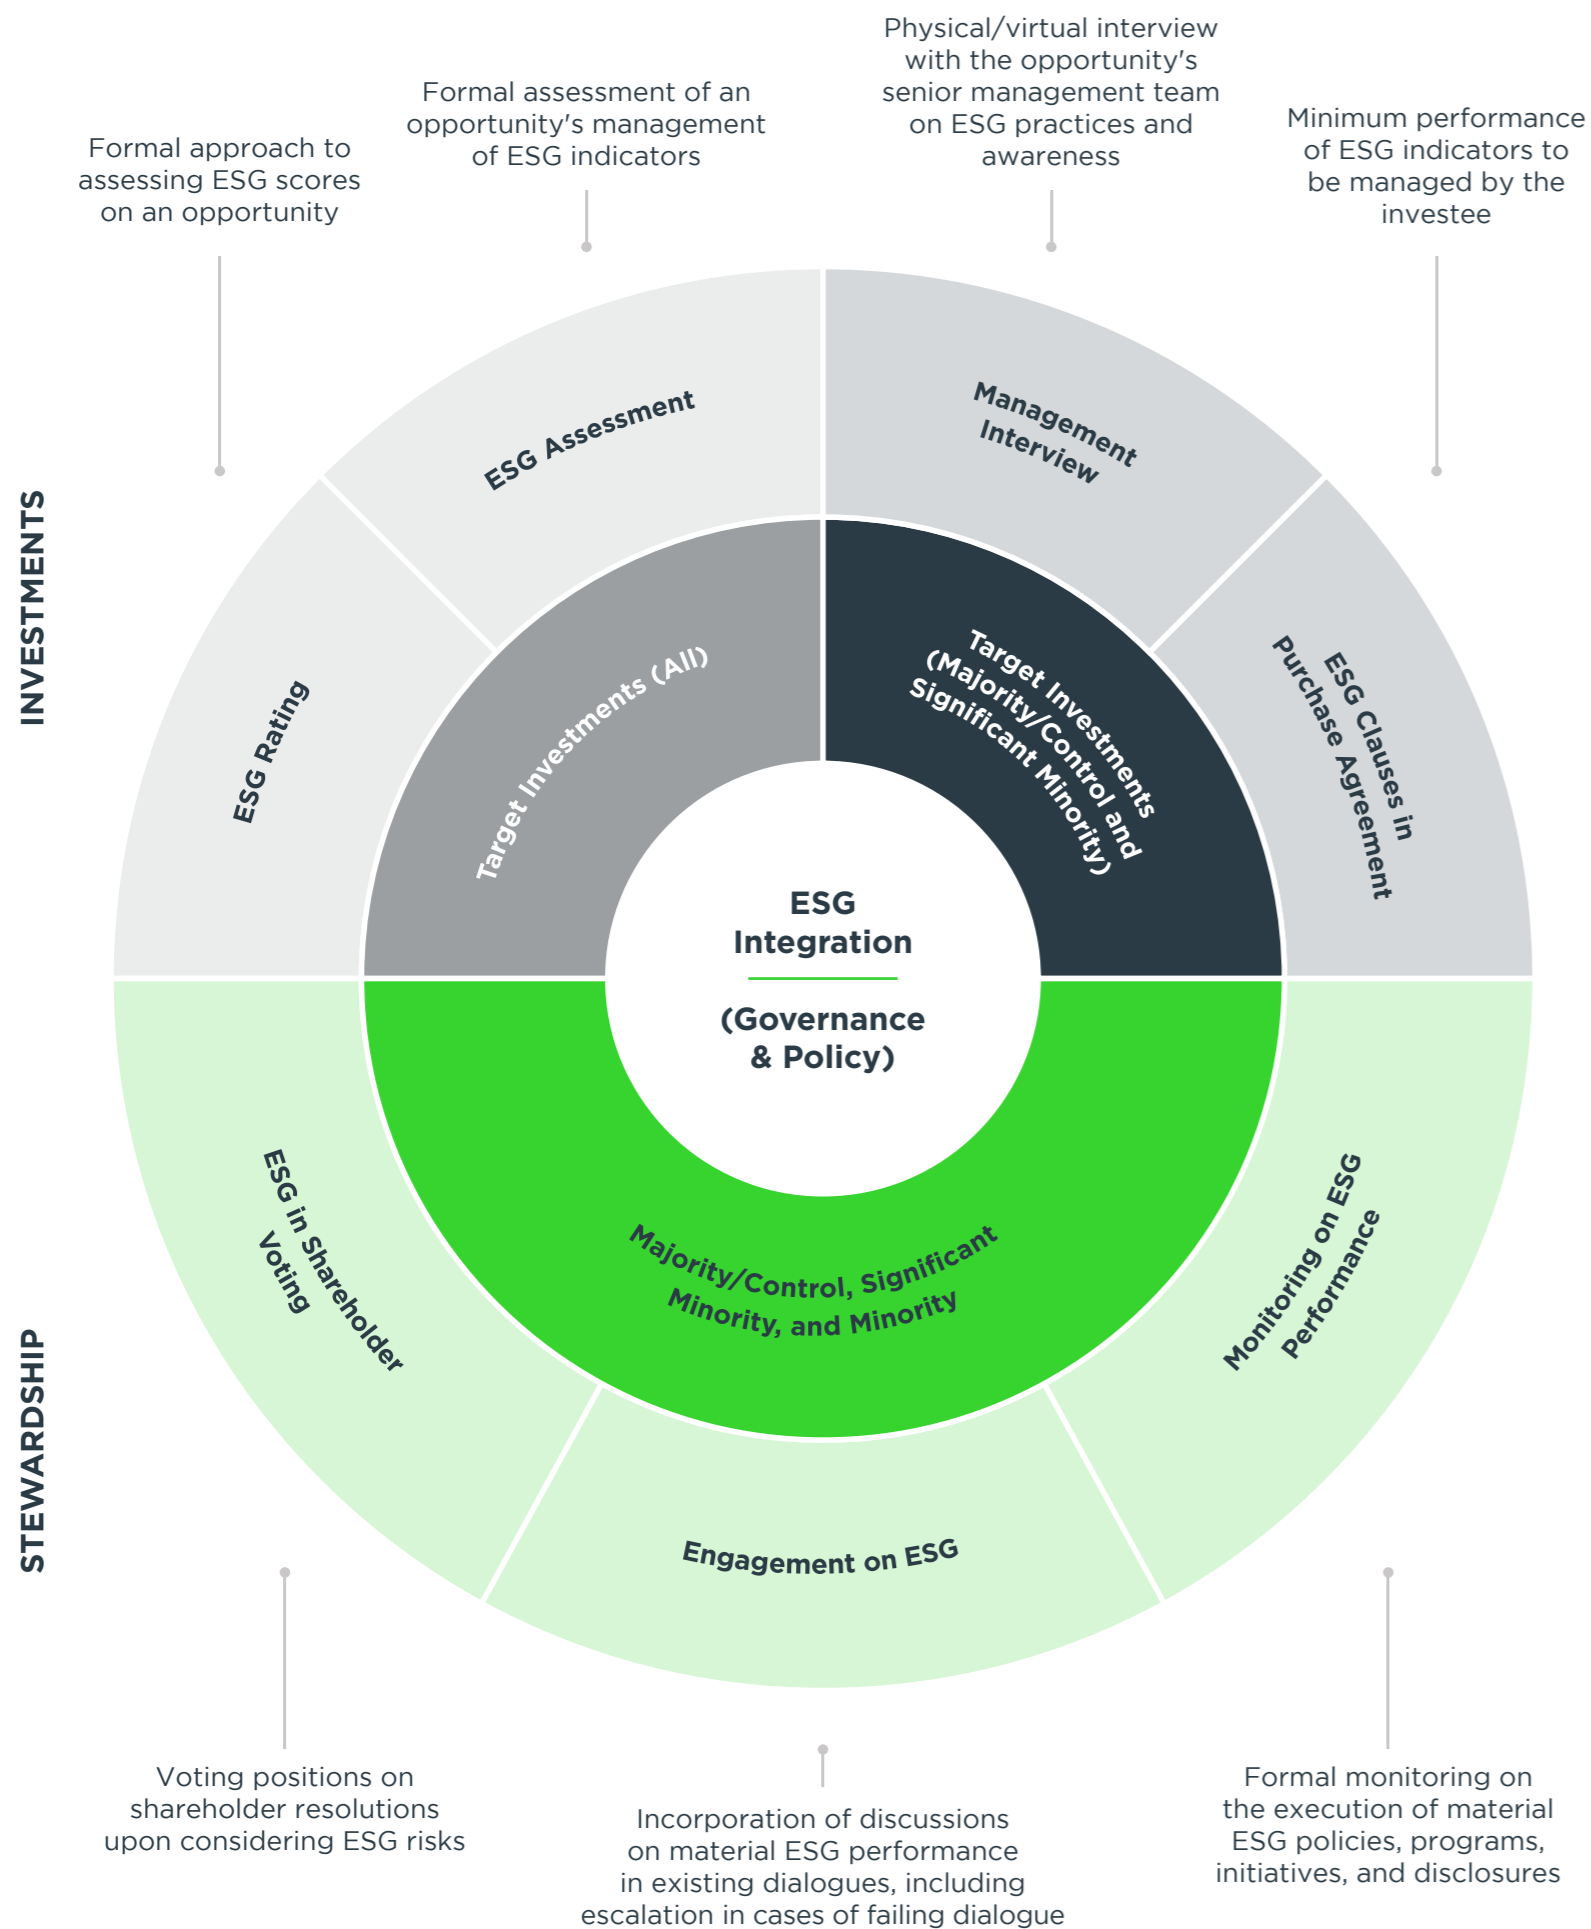 Physical/virtual interview
with the opportunity's
senior management team
on ESG practices and
awareness
Formal assessment of an
opportunity's management
of ESG indicators
Minimum performance
of ESG indicators to
be managed by the
investee
Formal approach to
assessing ESG scores
on an opportunity
INVESTMENTS
ESG Rating
ESG Assessment
Management
Interview
ESG Clauses in
Purchase Agreement
Target Investments (All)
Target Investments
(Majority/Control and
Significant Minority)
ESG
Integration
(Governance
& Policy)
STEWARDSHIP
Majority/Control, Significant
Minority, and Minority
ESG in Shareholder
Voting
Engagement on ESG
Monitoring on ESG
Performance
Voting positions on
shareholder resolutions
upon considering ESG risks
Incorporation of discussions
on material ESG performance
in existing dialogues, including
escalation in cases of failing dialogue
Formal monitoring on
the execution of material
ESG policies, programs,
initiatives, and disclosures